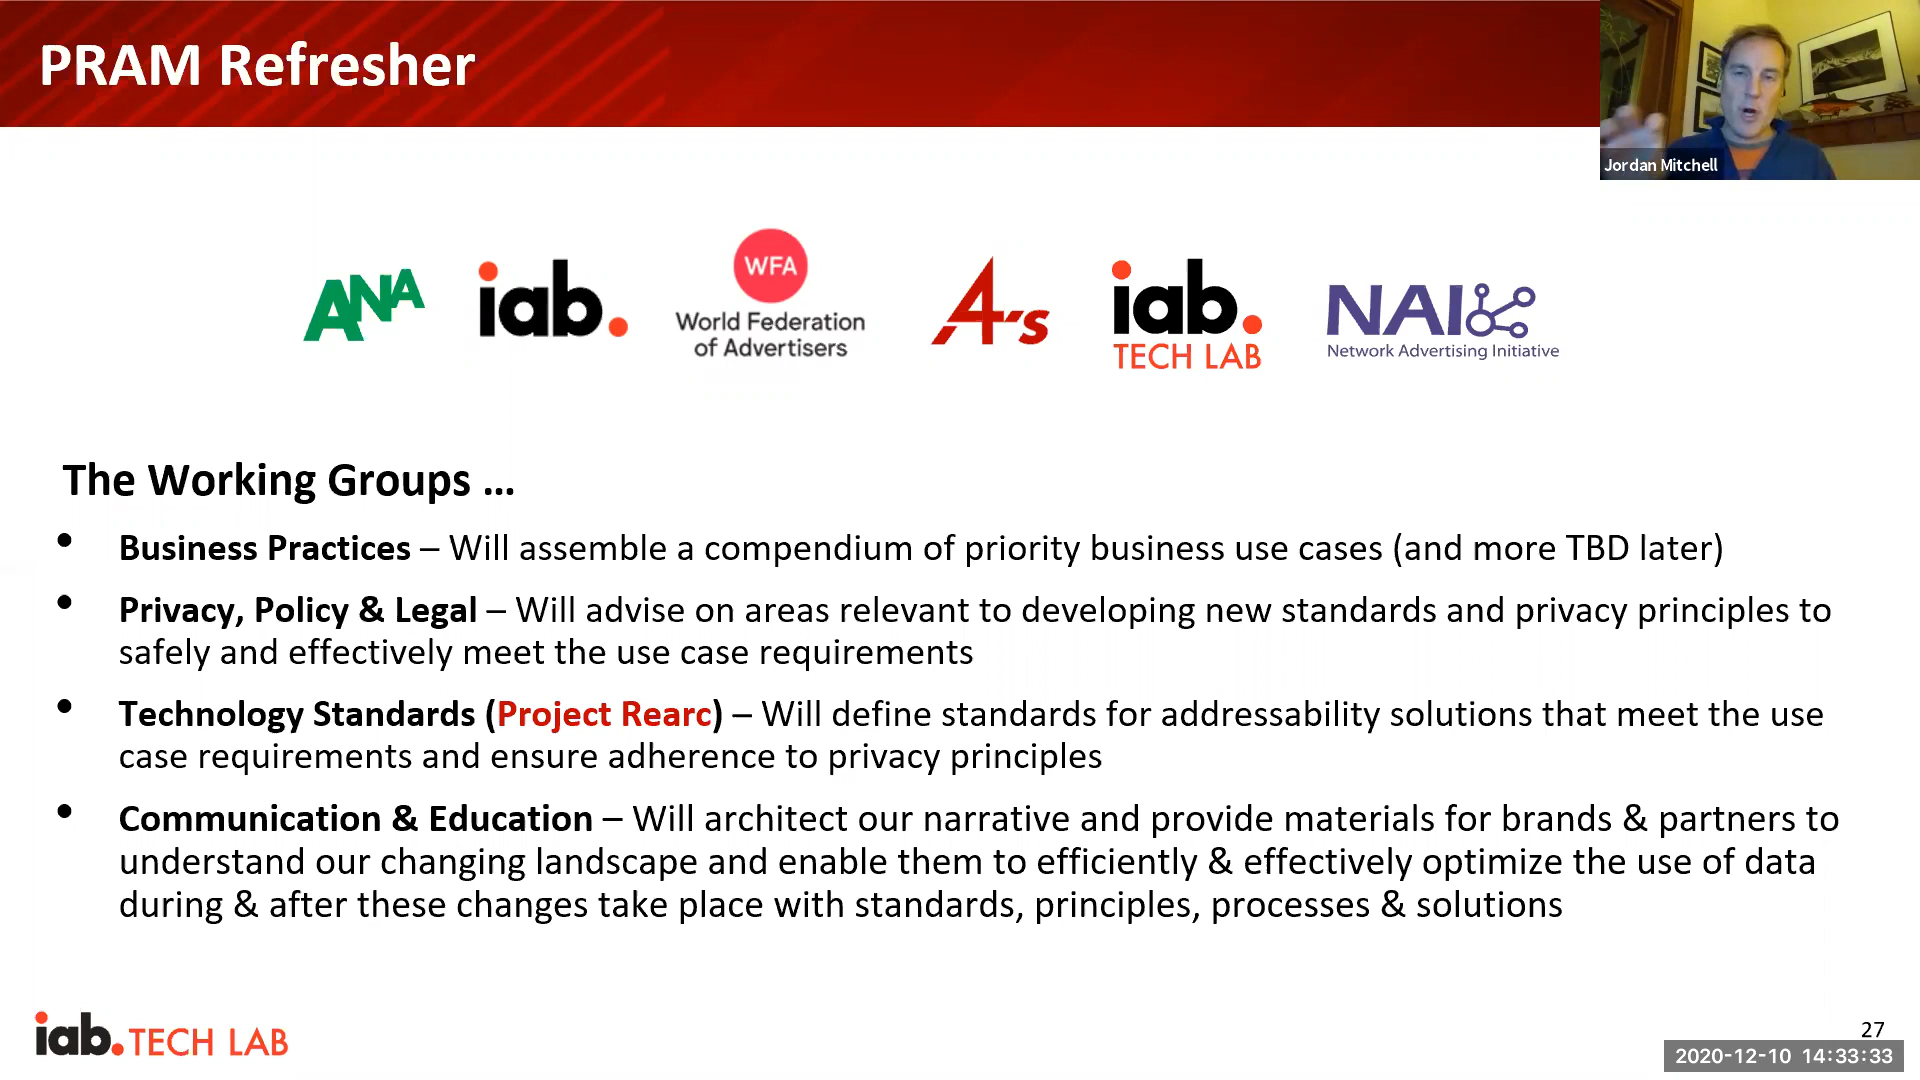 PRAM Refresher
Jordan Mitchell
ANA
iab.
WFA
World Federation
of Advertisers
A's
iab.
TECH LAB
NAI
Network Advertising Initiative
The Working Groups ...
• Business Practices – Will assemble a compendium of priority business use cases (and more TBD later)
• Privacy, Policy & Legal – Will advise on areas relevant to developing new standards and privacy principles to
safely and effectively meet the use case requirements
• Technology Standards (Project Rearc) – Will define standards for addressability solutions that meet the use
case requirements and ensure adherence to privacy principles
• Communication & Education – Will architect our narrative and provide materials for brands & partners to
understand our changing landscape and enable them to efficiently & effectively optimize the use of data
during & after these changes take place with standards, principles, processes & solutions
iab.TECH LAB
27
2020-12-10 14:33:33